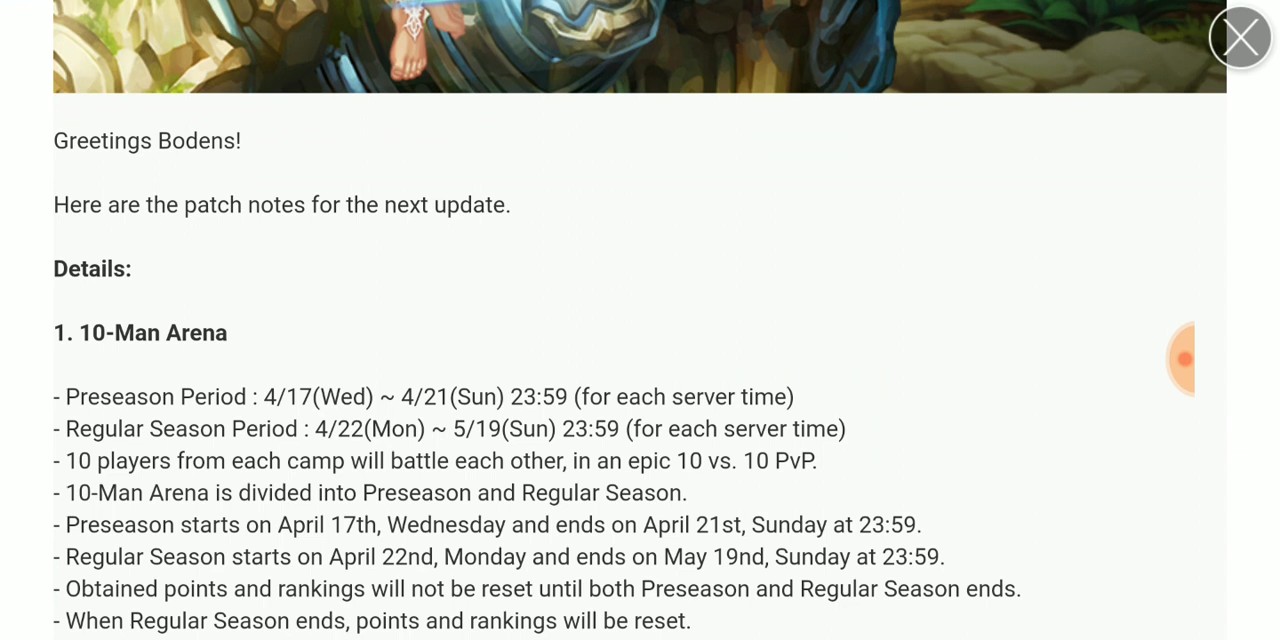 Greetings Bodens!
Here are the patch notes for the next update.
Details:
1. 10-Man Arena
- Preseason Period : 4/17(Wed) ~ 4/21(Sun) 23:59 (for each server time)
- Regular Season Period : 4/22(Mon) ~ 5/19(Sun) 23:59 (for each server time)
- 10 players from each camp will battle each other, in an epic 10 vs. 10 PvP.
- 10-Man Arena is divided into Preseason and Regular Season.
- Preseason starts on April 17th, Wednesday and ends on April 21st, Sunday at 23:59.
- Regular Season starts on April 22nd, Monday and ends on May 19nd, Sunday at 23:59.
- Obtained points and rankings will not be reset until both Preseason and Regular Season ends.
- When Regular Season ends, points and rankings will be reset.